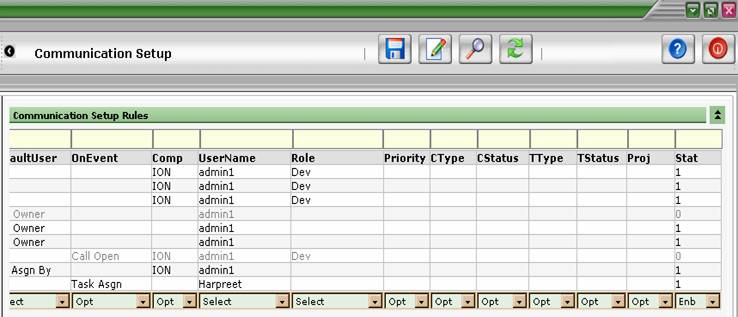 Communication Setup
Communication Setup Rules
aultUser OnEvent Comp UserName Role Priority CType CStatus TType TStatus Proj Stat
ION admin1 Dev 1
ION admin1 Dev 1
ION admin1 Dev 1
Owner admin1 0
Owner admin1 1
Owner admin1 1
Call Open ION admin1 Dev 0
Asgn By ION admin1 1
Task Asgn Harpreet 1
ect Opt Opt Select Select Opt Opt Opt Opt Opt Opt Enb